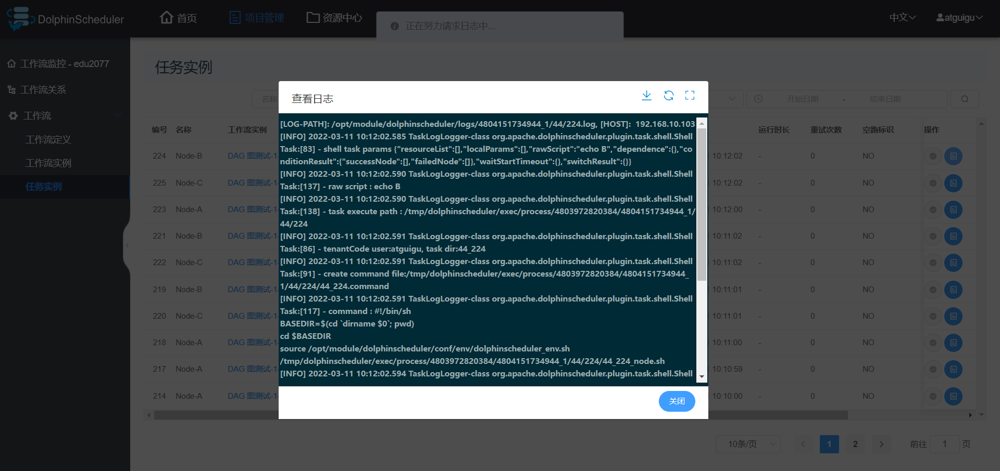 DolphinScheduler
首页
项目管理
资源中心
正在努力请求日志中...
中文
atguigu
工作流监控 - edu2077
工作流关系
工作流
工作流定义
工作流实例
任务实例
任务实例
名称
开始日期 - 结束日期
编号 名称 工作流实例 运行时长 重试次数 空跑标识 操作
224 Node-B DAG 图测试-1- 10:12:02 - 0 NO
225 Node-C DAG 图测试-1- 10:12:02 - 0 NO
223 Node-A DAG 图测试-1- 10:12:00 - 0 NO
221 Node-B DAG 图测试-1- 10:11:02 - 0 NO
222 Node-C DAG 图测试-1- 10:11:02 - 0 NO
219 Node-B DAG 图测试-1- 10:11:01 - 0 NO
220 Node-C DAG 图测试-1- 10:11:01 - 0 NO
218 Node-A DAG 图测试-1- 10:11:00 - 0 NO
217 Node-A DAG 图测试-1- 10:10:59 - 0 NO
214 Node-A DAG 图测试-1- 10:10:00 - 0 NO
查看日志
[LOG-PATH]: /opt/module/dolphinscheduler/logs/4804151734944_1/44/224.log, [HOST]:  192.168.10.103
[INFO] 2022-03-11 10:12:02.585 TaskLogLogger-class org.apache.dolphinscheduler.plugin.task.shell.Shell
Task:[83] - shell task params {"resourceList":[],"localParams":[],"rawScript":"echo B","dependence":{},"co
nditionResult":{"successNode":[],"failedNode":[]},"waitStartTimeout":{},"switchResult":{}}
[INFO] 2022-03-11 10:12:02.590 TaskLogLogger-class org.apache.dolphinscheduler.plugin.task.shell.Shell
Task:[137] - raw script : echo B
[INFO] 2022-03-11 10:12:02.590 TaskLogLogger-class org.apache.dolphinscheduler.plugin.task.shell.Shell
Task:[138] - task execute path : /tmp/dolphinscheduler/exec/process/4803972820384/4804151734944_1/
44/224
[INFO] 2022-03-11 10:12:02.591 TaskLogLogger-class org.apache.dolphinscheduler.plugin.task.shell.Shell
Task:[86] - tenantCode user:atguigu, task dir:44_224
[INFO] 2022-03-11 10:12:02.591 TaskLogLogger-class org.apache.dolphinscheduler.plugin.task.shell.Shell
Task:[91] - create command file:/tmp/dolphinscheduler/exec/process/4803972820384/4804151734944_
1/44/224/44_224.command
[INFO] 2022-03-11 10:12:02.591 TaskLogLogger-class org.apache.dolphinscheduler.plugin.task.shell.Shell
Task:[117] - command : #!/bin/sh
BASEDIR=$(cd `dirname $0`; pwd)
cd $BASEDIR
source /opt/module/dolphinscheduler/conf/env/dolphinscheduler_env.sh
/tmp/dolphinscheduler/exec/process/4803972820384/4804151734944_1/44/224/44_224_node.sh
[INFO] 2022-03-11 10:12:02.594 TaskLogLogger-class org.apache.dolphinscheduler.plugin.task.shell.Shell
关闭
10条/页 1 2 前往 1 页